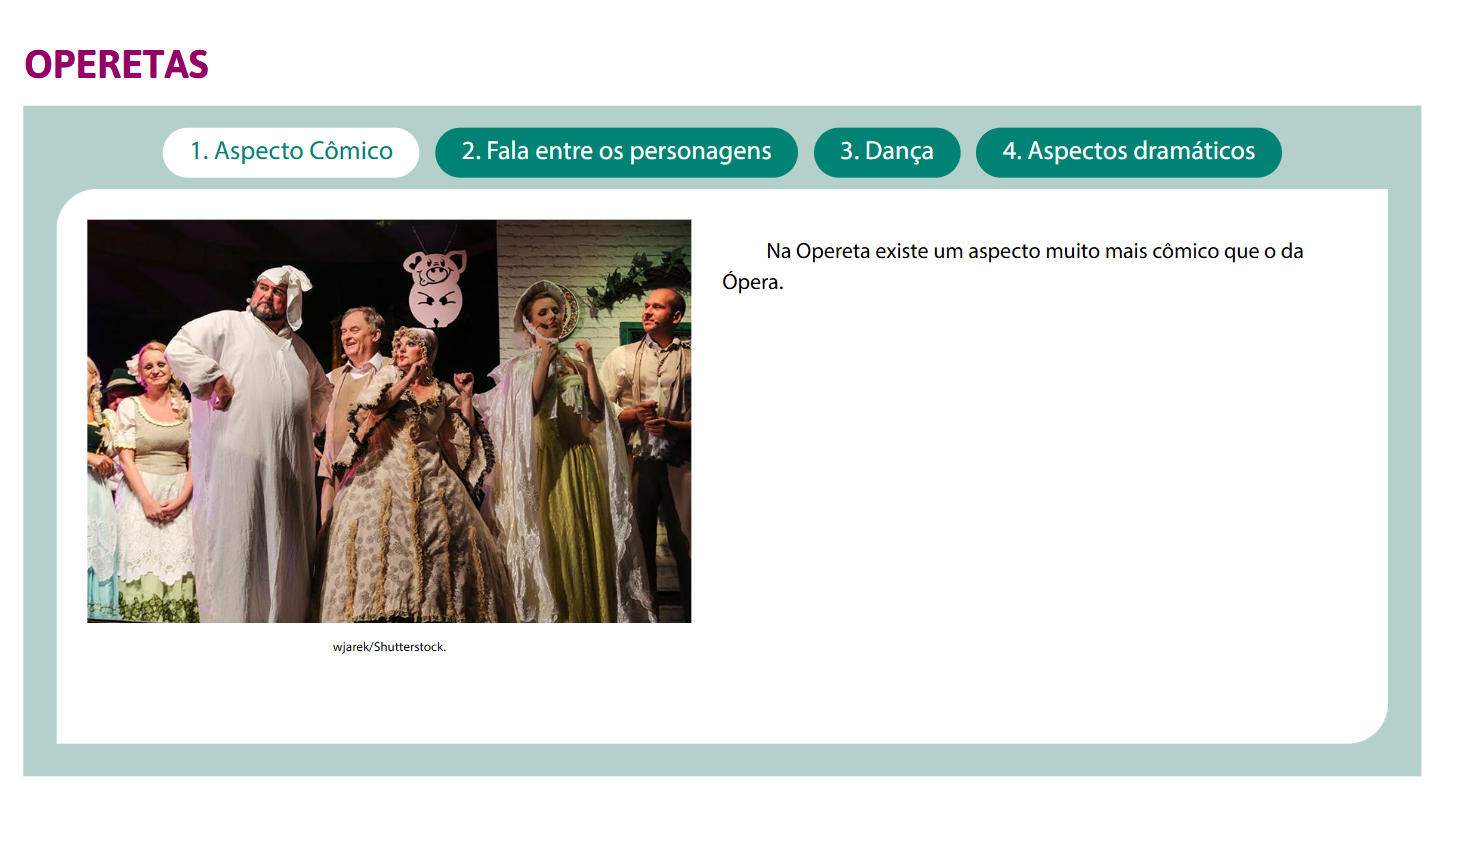 OPERETAS
1. Aspecto Cômico
2. Fala entre os personagens
3. Dança
4. Aspectos dramáticos
Na Opereta existe um aspecto muito mais cômico que o da
Ópera.
wjarek/Shutterstock.